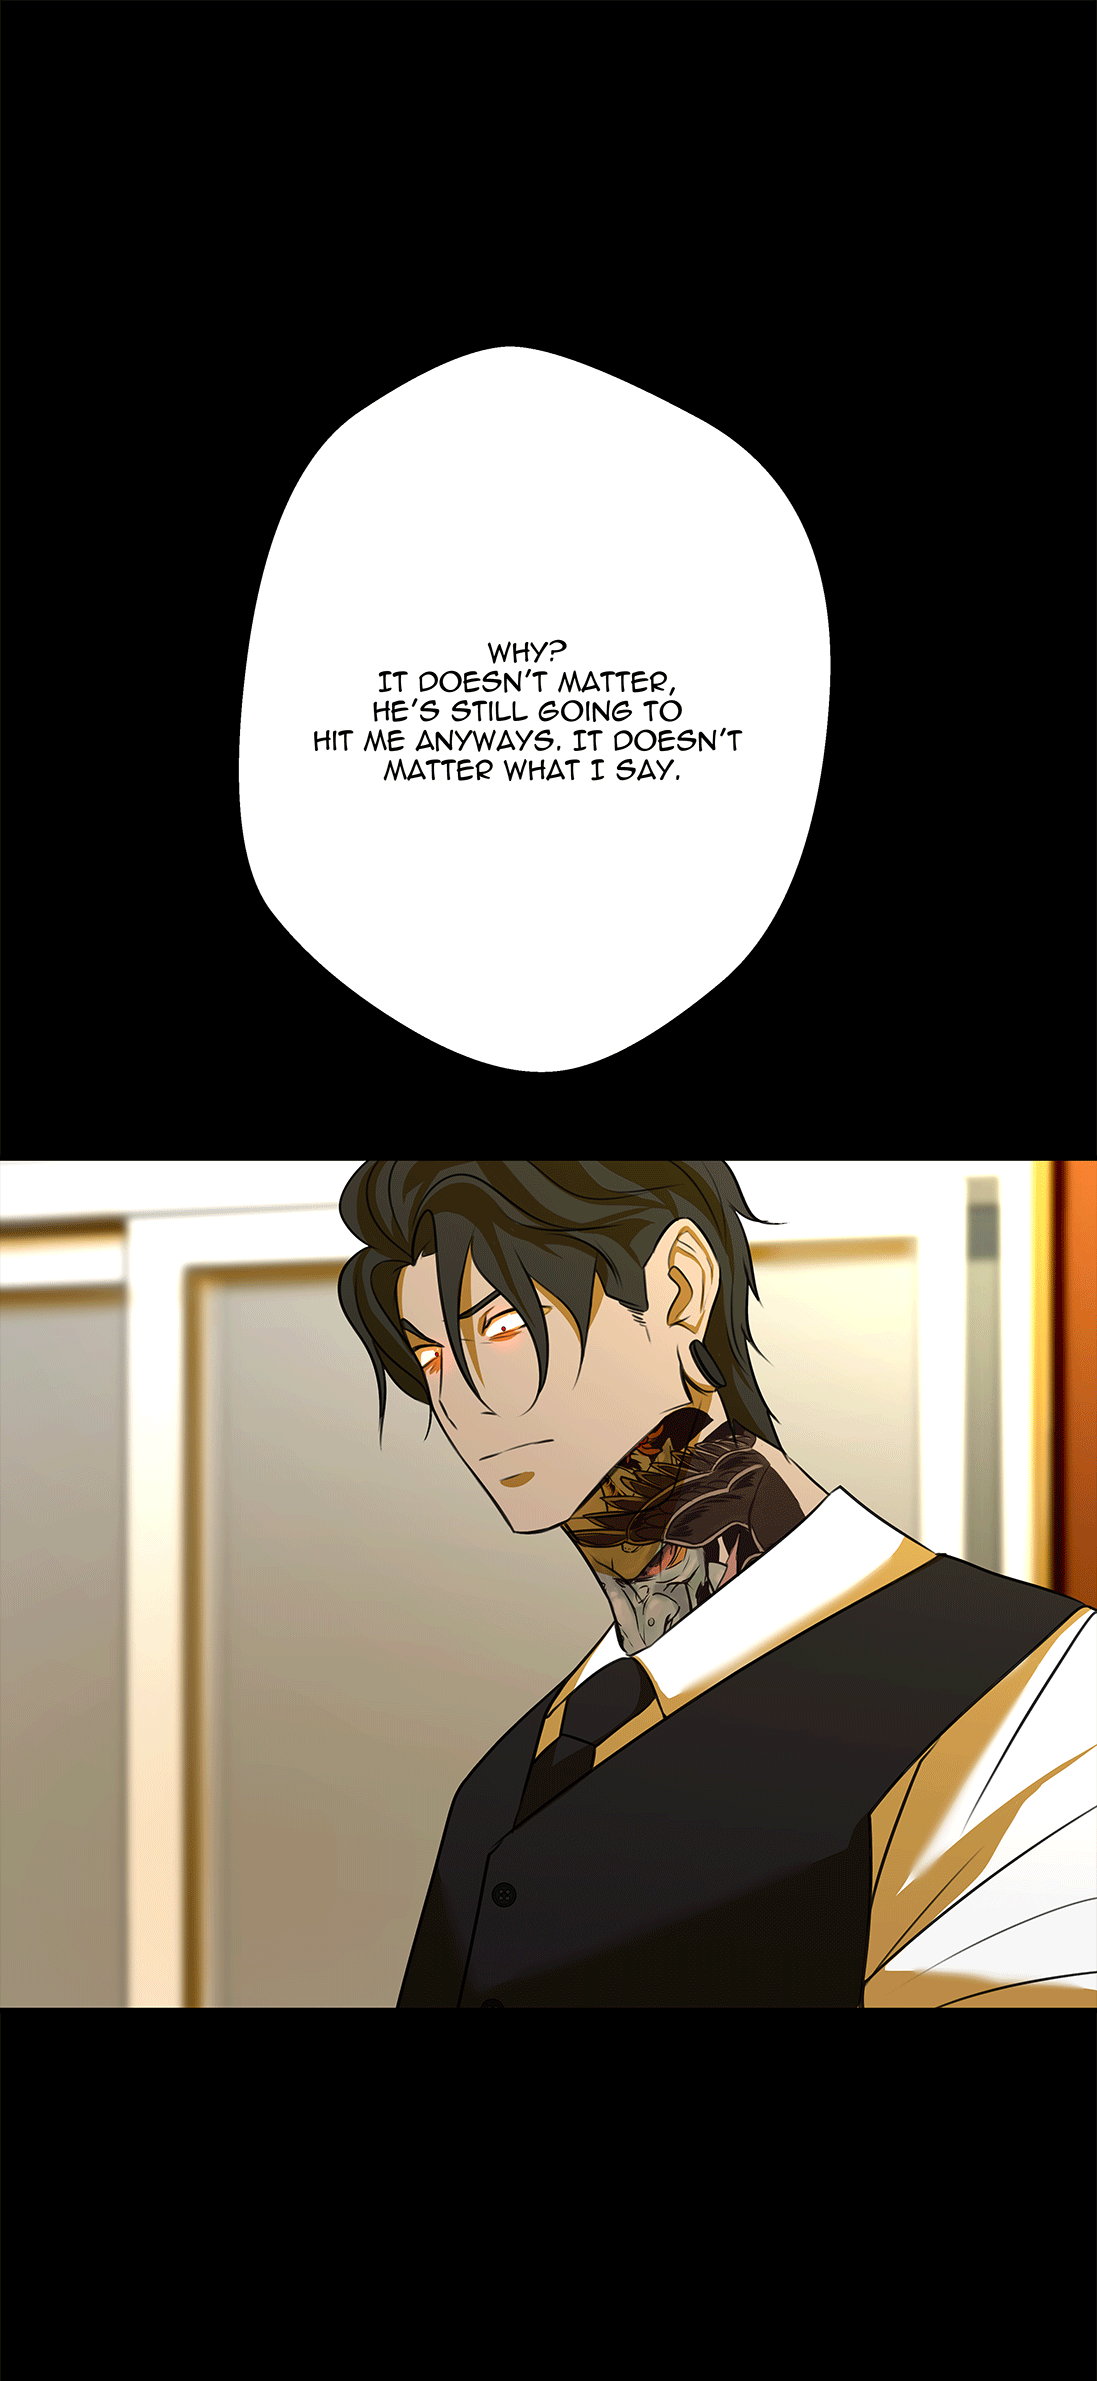 WHY?
IT DOESN'T MATTER,
HE'S STILL GOING TO
HIT ME ANYWAYS. IT DOESN'T
MATTER WHAT I SAY.